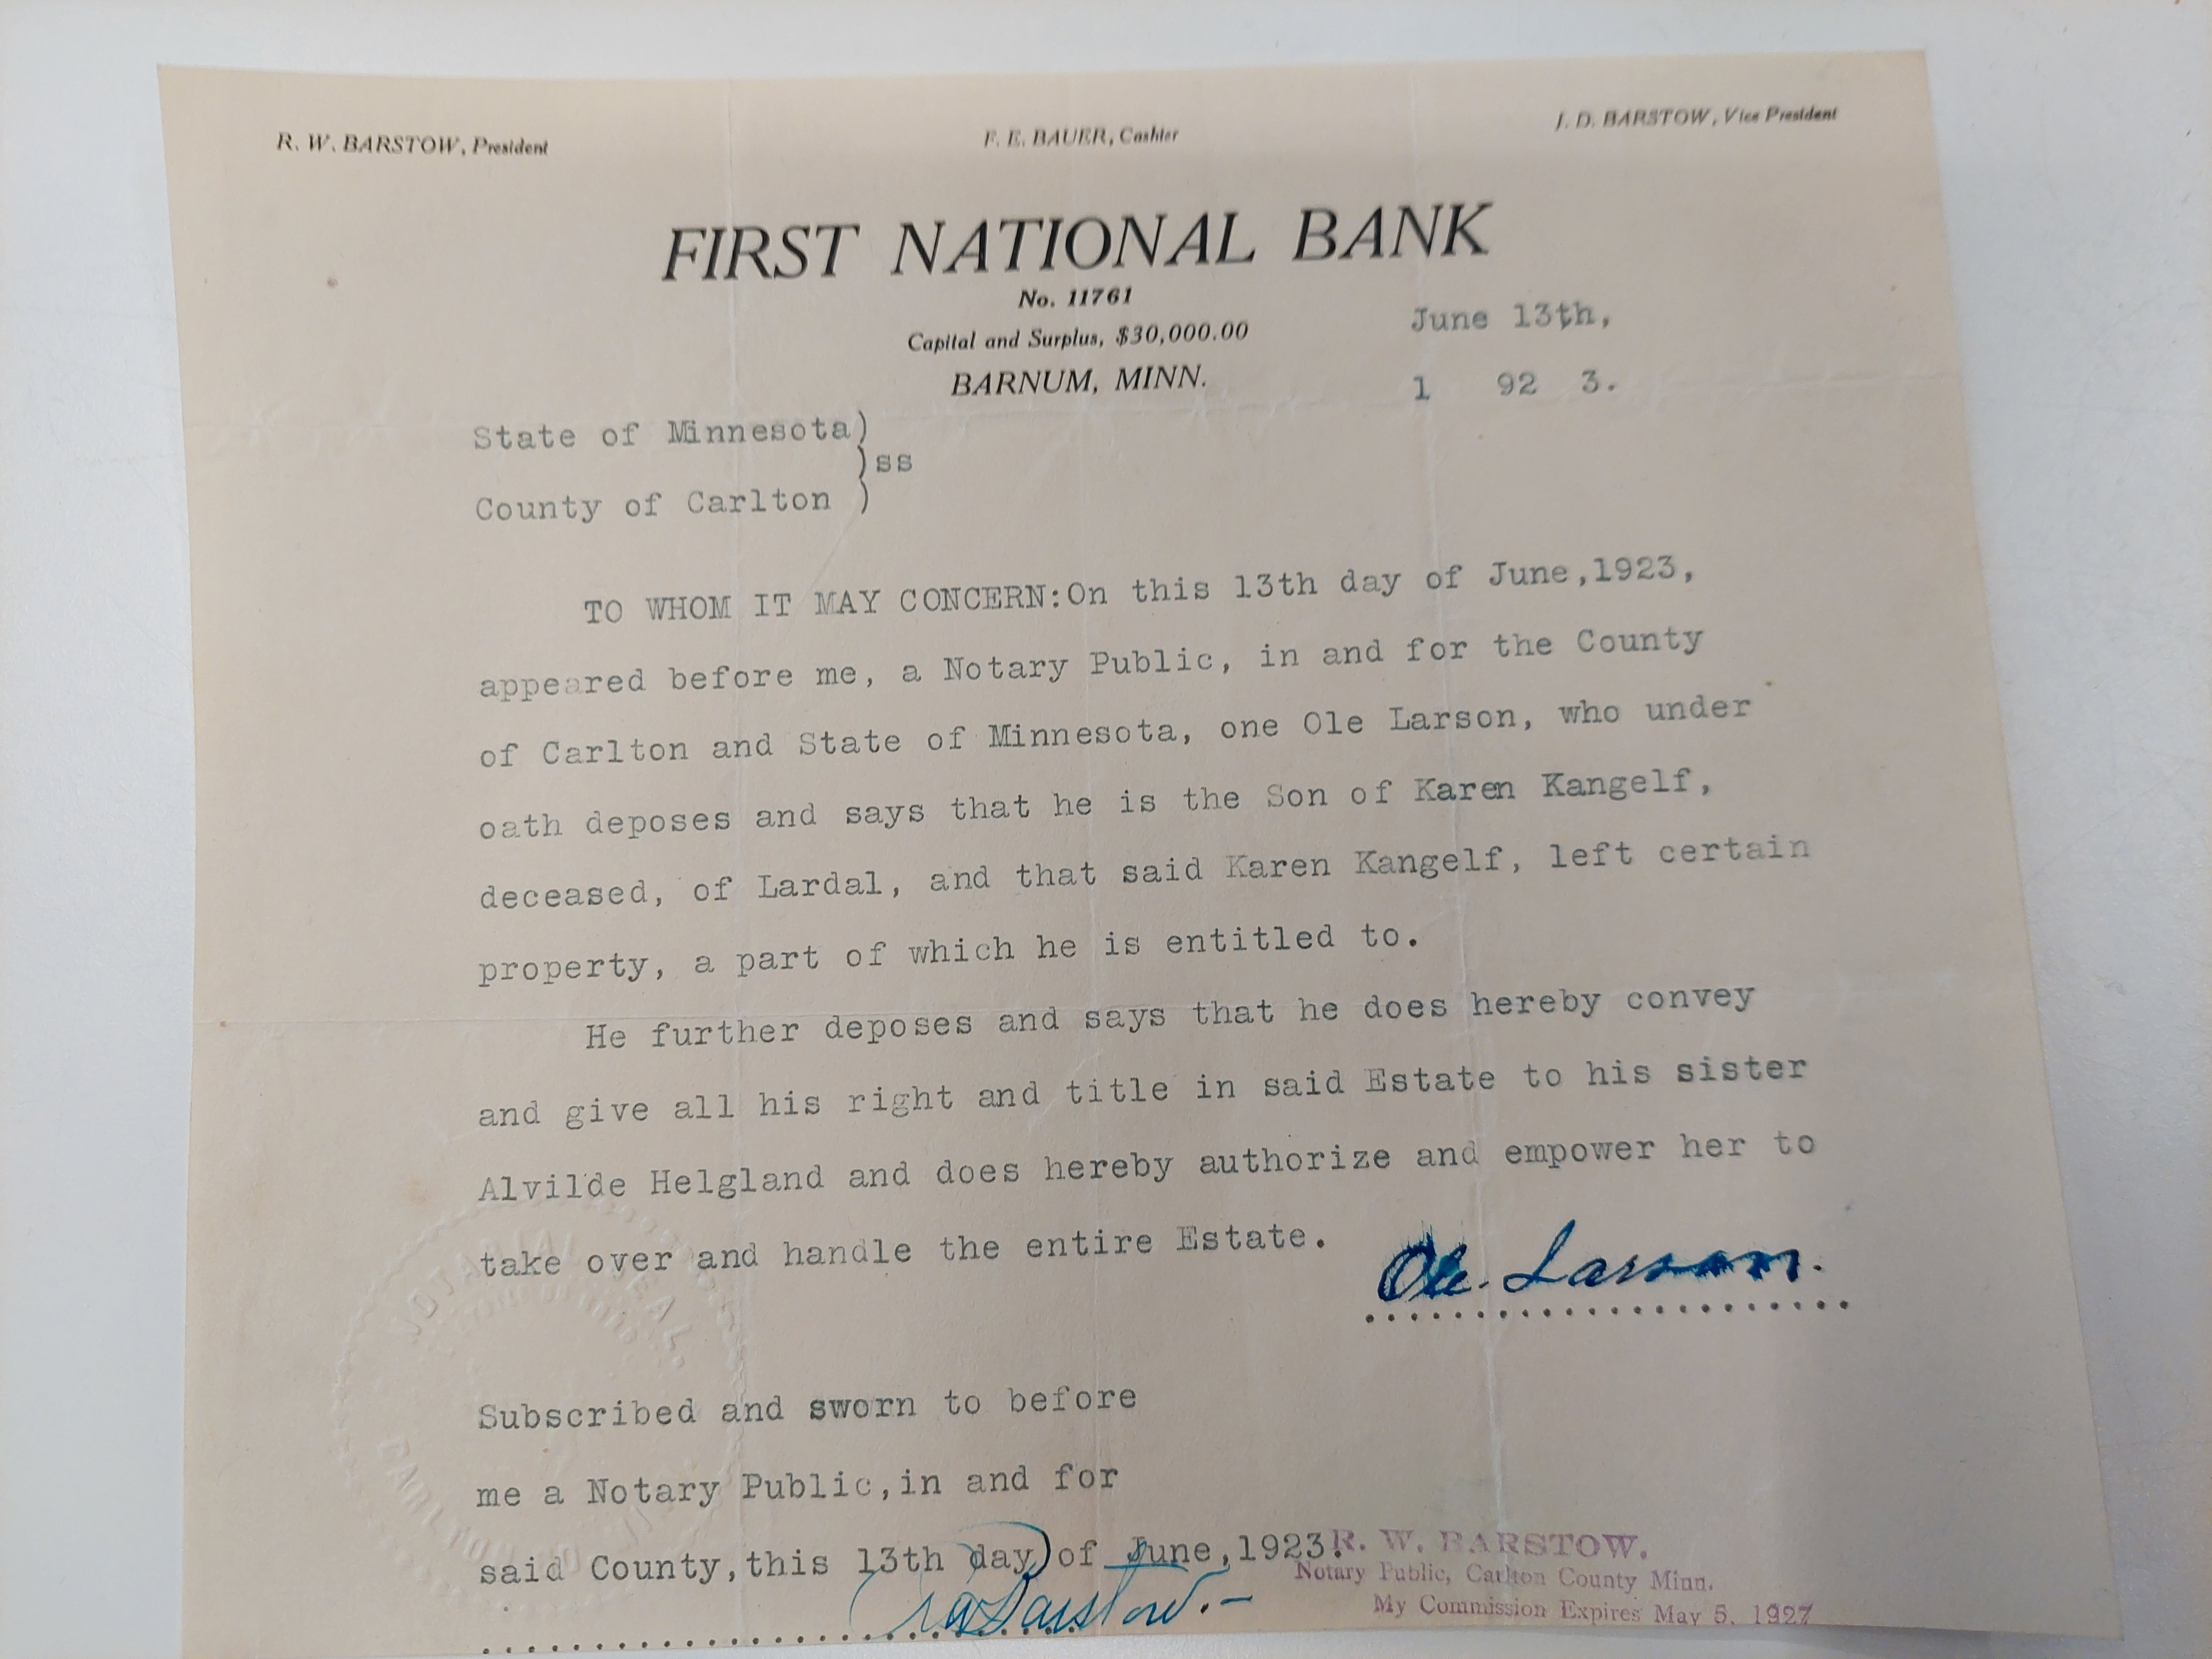 R. W. BARSTOW, President
F. E. BAUER, Cashier
J. D. BARSTOW, Vice President
FIRST NATIONAL BANK
No. 11761
Capital and Surplus, $30,000.00
BARNUM, MINN.
June 13th,
1 92 3.
State of Minnesota)
)ss
County of Carlton )
TO WHOM IT MAY CONCERN:On this 13th day of June,1923,
appeared before me, a Notary Public, in and for the County
of Carlton and State of Minnesota, one Ole Larson, who under
oath deposes and says that he is the Son of Karen Kangelf,
deceased, of Lardal, and that said Karen Kangelf, left certain
property, a part of which he is entitled to.
He further deposes and says that he does hereby convey
and give all his right and title in said Estate to his sister
Alvilde Helgland and does hereby authorize and empower her to
take over and handle the entire Estate.
Ole. Larson.
NOTARIAL SEAL
CARLTON CO.
Subscribed and sworn to before
me a Notary Public,in and for
said County,this 13th day of June,1923.
R. W. BARSTOW.
Notary Public, Carlton County Minn.
My Commission Expires May 5, 1927
RWBarstow.-